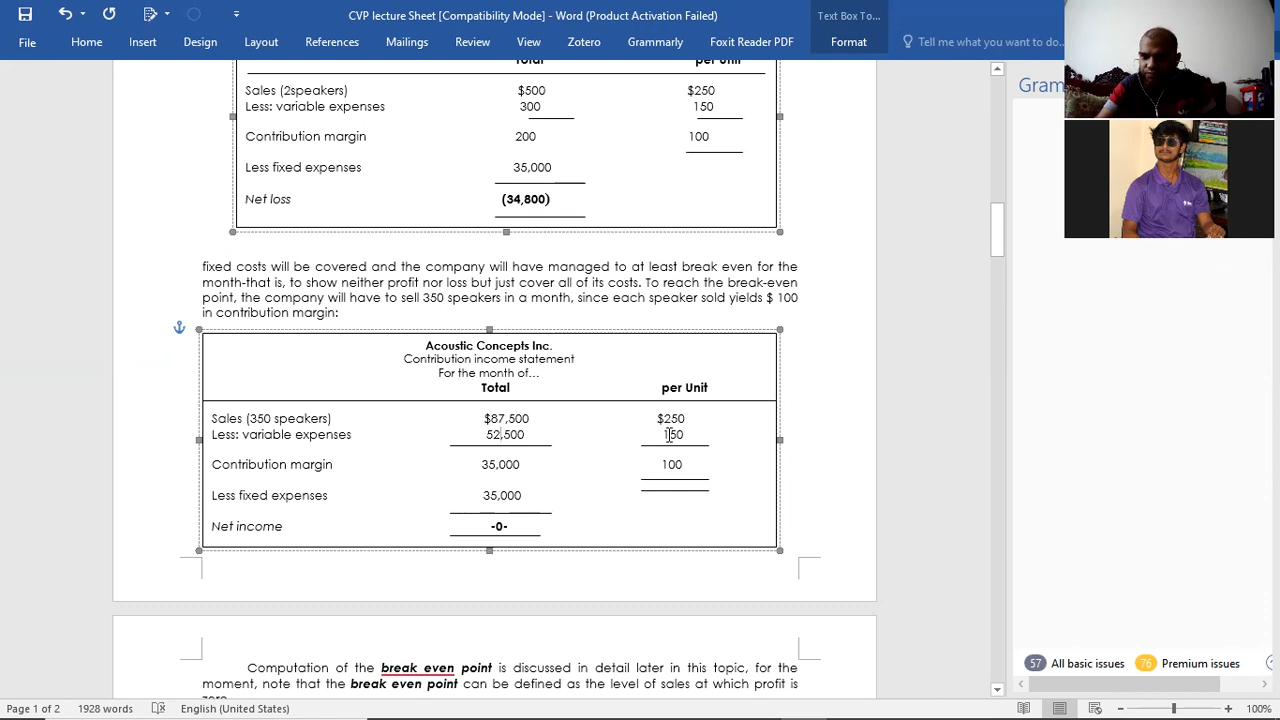 CVP lecture Sheet [Compatibility Mode] - Word (Product Activation Failed)
Text Box To...
File Home Insert Design Layout References Mailings Review View Zotero Grammarly Foxit Reader PDF Format Tell me what you want to do...
Total per Unit
Sales (2speakers) $500 $250
Less: variable expenses 300 150
Contribution margin 200 100
Less fixed expenses 35,000
Net loss (34,800)
fixed costs will be covered and the company will have managed to at least break even for the
month-that is, to show neither profit nor loss but just cover all of its costs. To reach the break-even
point, the company will have to sell 350 speakers in a month, since each speaker sold yields $ 100
in contribution margin:
Acoustic Concepts Inc.
Contribution income statement
For the month of...
Total per Unit
Sales (350 speakers) $87,500 $250
Less: variable expenses 52,500 150
Contribution margin 35,000 100
Less fixed expenses 35,000
Net income -0-
Computation of the break even point is discussed in detail later in this topic, for the
moment, note that the break even point can be defined as the level of sales at which profit is
57 All basic issues 76 Premium issues
Page 1 of 2 1928 words English (United States) 100%